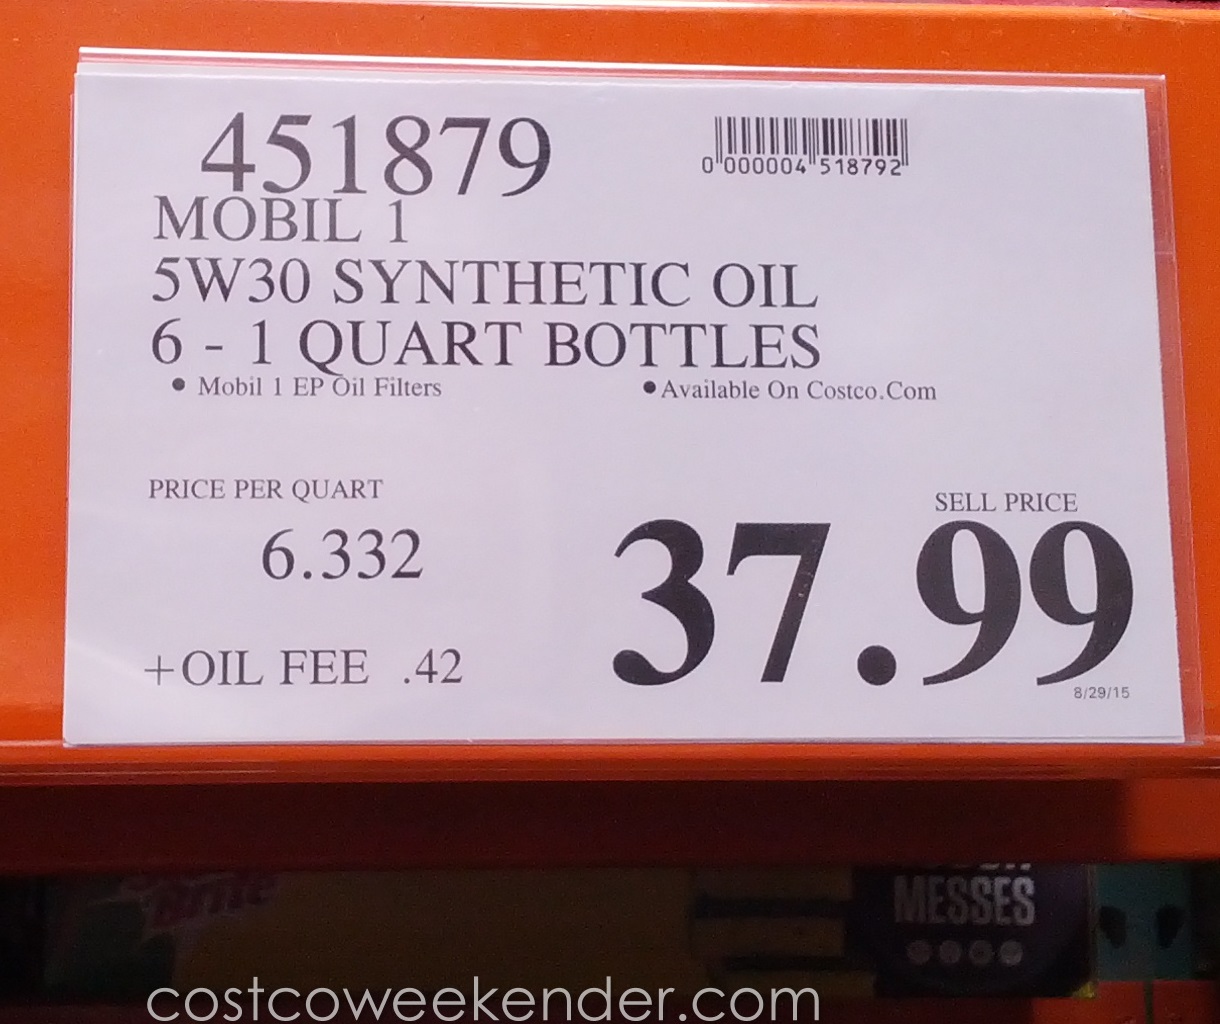 451879
0 000004 518792
MOBIL 1
5W30 SYNTHETIC OIL
6 - 1 QUART BOTTLES
• Mobil 1 EP Oil Filters
• Available On Costco.Com
PRICE PER QUART
6.332
SELL PRICE
37.99
+OIL FEE .42
8/29/15
MESSES
costcoweekender.com